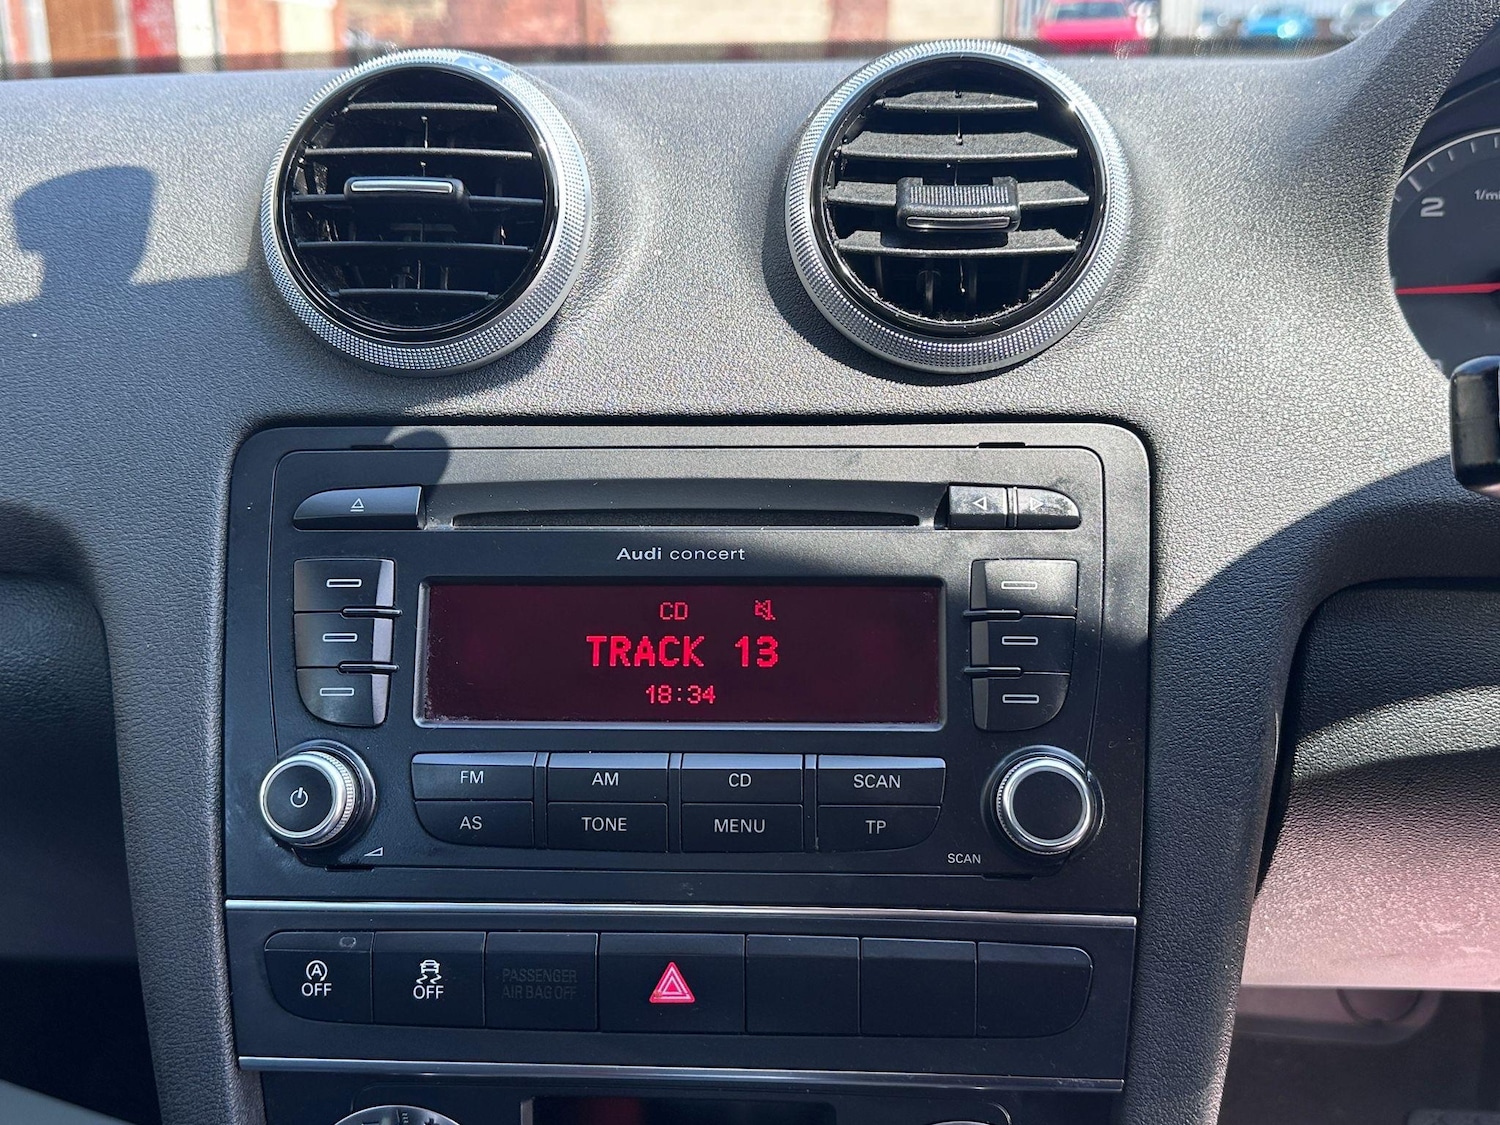 2
Audi concert
CD
TRACK 13
18:34
FM AM CD SCAN
AS TONE MENU TP
SCAN
A
OFF
OFF
PASSENGER
AIR BAG OFF